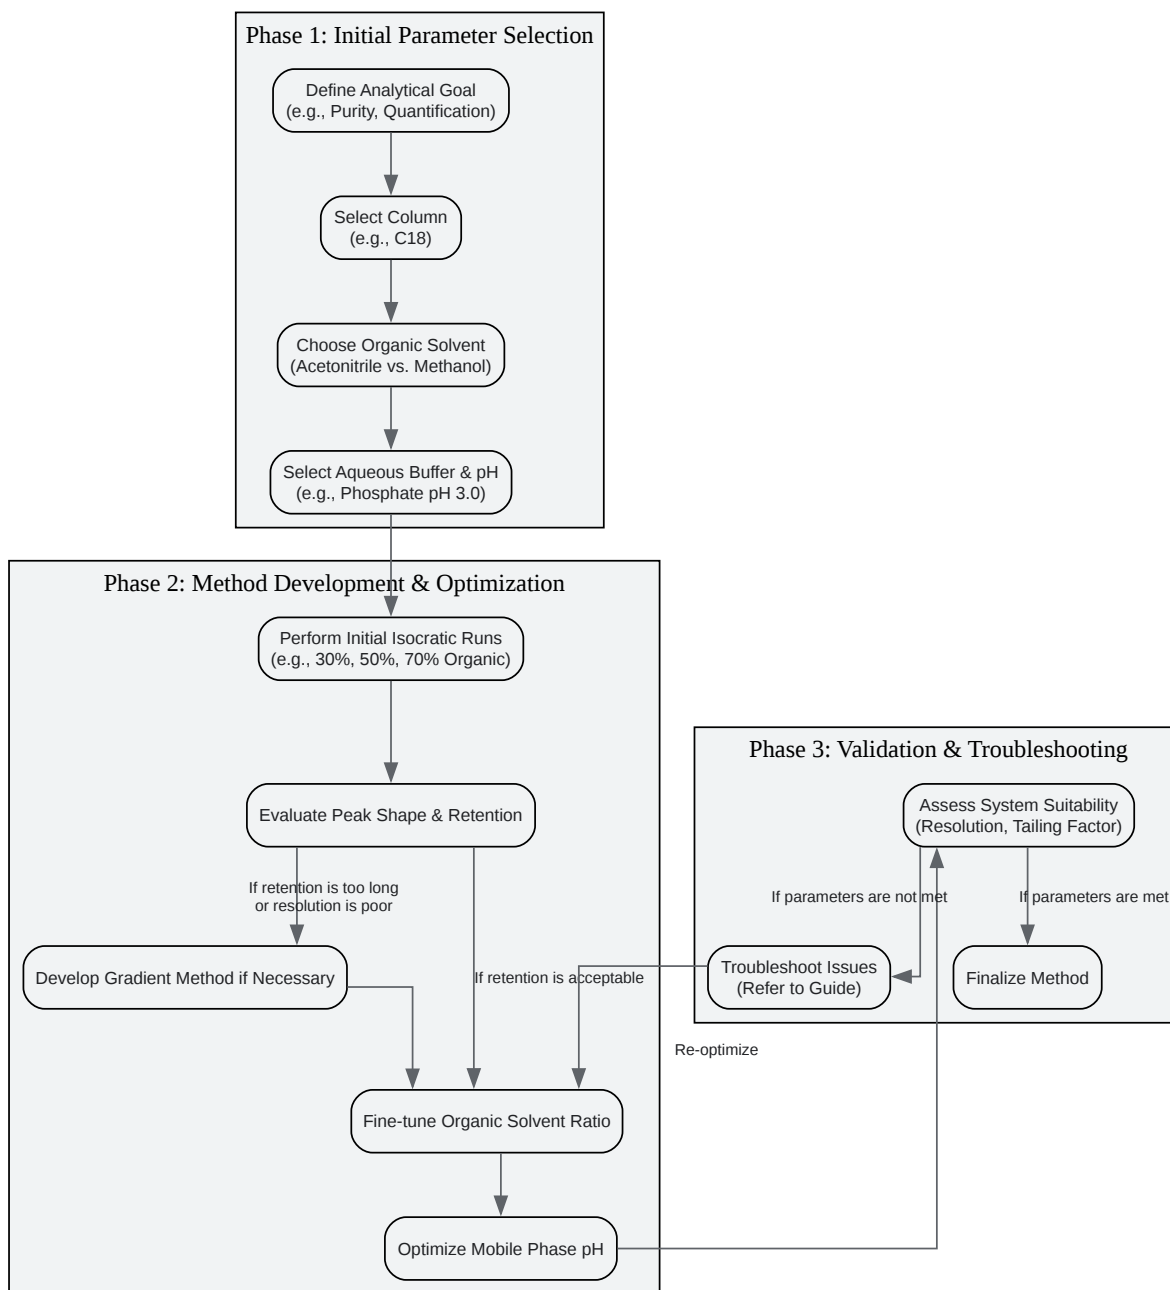 Phase 1: Initial Parameter Selection
Define Analytical Goal
(e.g., Purity, Quantification)
Select Column
(e.g., C18)
Choose Organic Solvent
(Acetonitrile vs. Methanol)
Select Aqueous Buffer & pH
(e.g., Phosphate pH 3.0)
Phase 2: Method Development & Optimization
Perform Initial Isocratic Runs
(e.g., 30%, 50%, 70% Organic)
Evaluate Peak Shape & Retention
If retention is too long
or resolution is poor
Develop Gradient Method if Necessary
If retention is acceptable
Fine-tune Organic Solvent Ratio
Optimize Mobile Phase pH
Phase 3: Validation & Troubleshooting
Assess System Suitability
(Resolution, Tailing Factor)
If parameters are not met
If parameters are met
Troubleshoot Issues
(Refer to Guide)
Finalize Method
Re-optimize